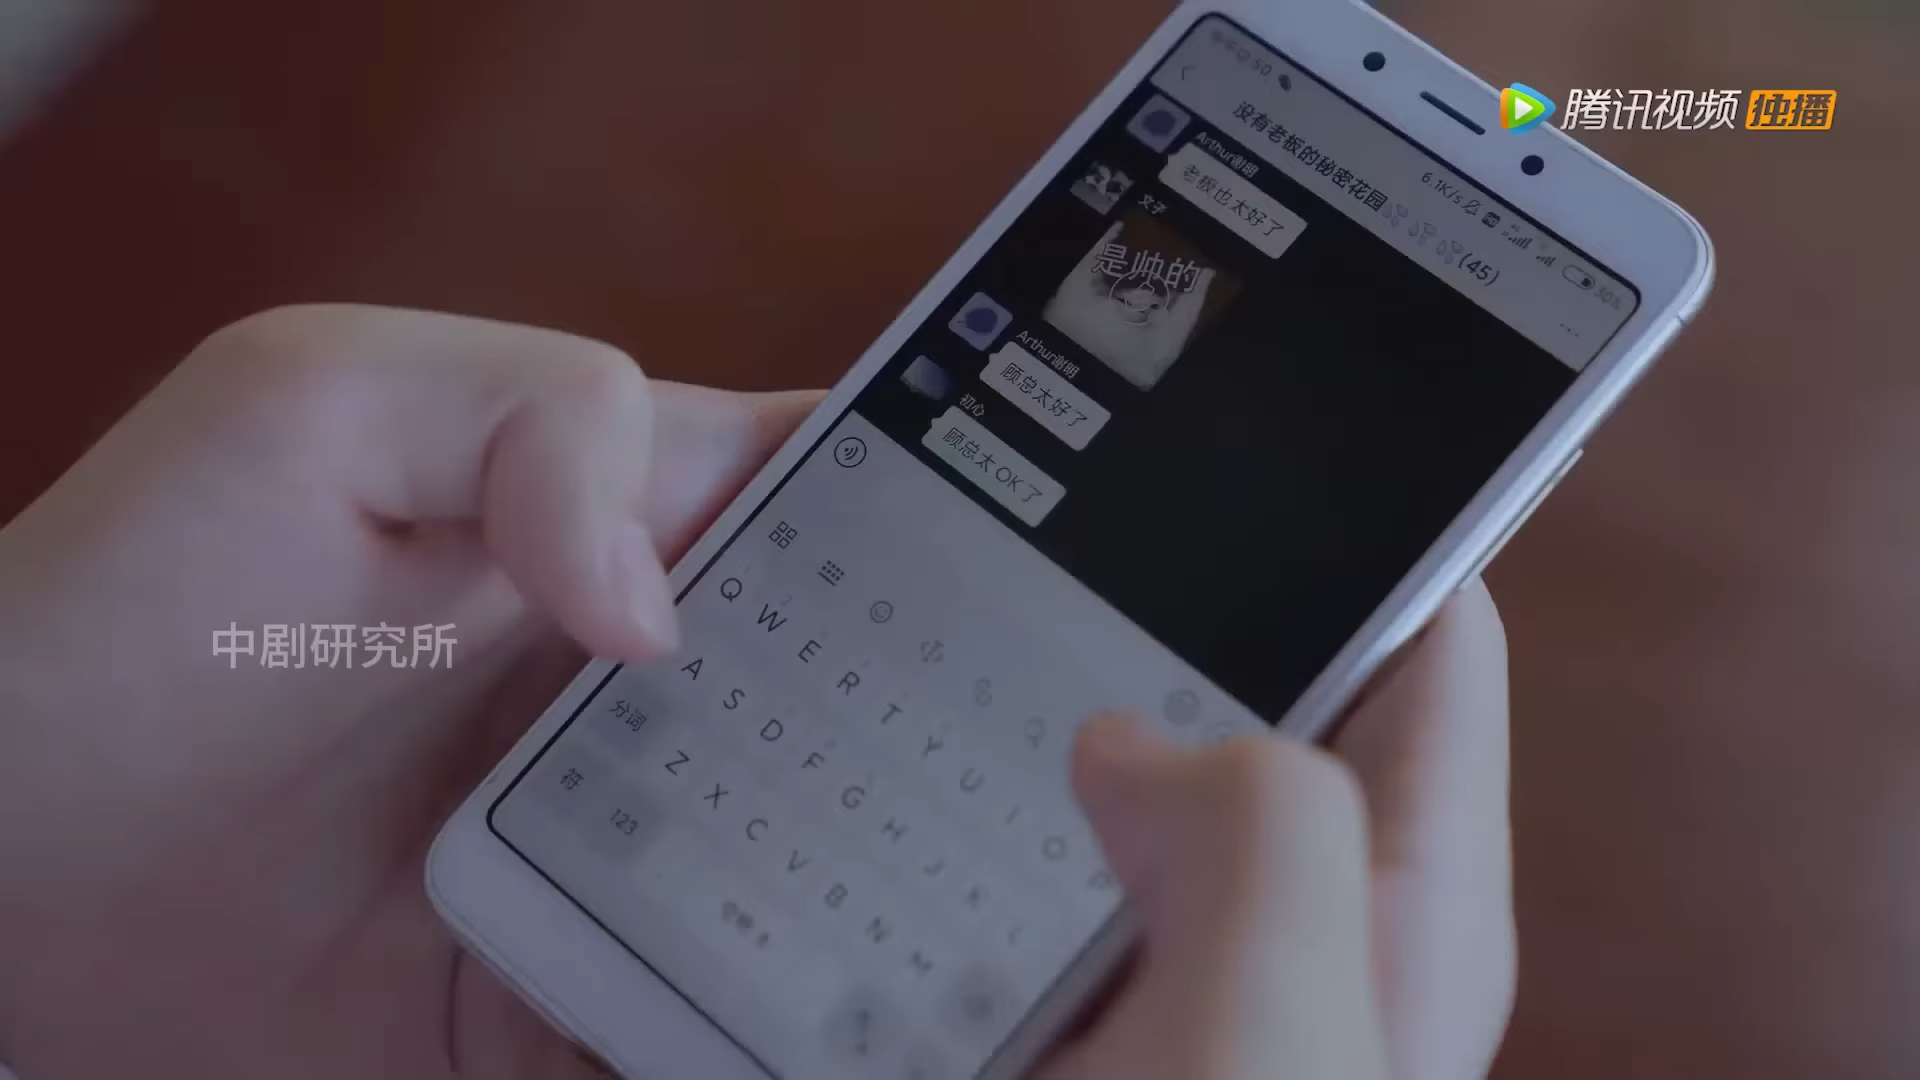 腾讯视频 独播
6.1K/s
50%
没有老板的秘密花园💦💦💦(45)
Arthur谢明
老板也太好了
文子
是帅的
Arthur谢明
顾总太好了
初心
顾总太OK了
中剧研究所
Q W E R T Y U I O
A S D F G H J K L
分词 Z X C V B N M
符 123